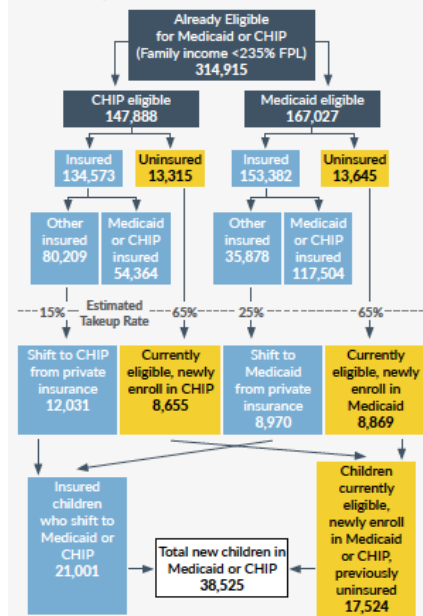 Already Eligible
for Medicaid or CHIP
(Family income <235% FPL)
314,915
CHIP eligible
147,888
Medicaid eligible
167,027
Insured
134,573
Uninsured
13,315
Insured
153,382
Uninsured
13,645
Other
insured
80,209
Medicaid
or CHIP
insured
54,364
Other
insured
35,878
Medicaid
or CHIP
insured
117,504
15%
Estimated
Takeup Rate
65%
25%
65%
Shift to CHIP
from private
insurance
12,031
Currently
eligible, newly
enroll in CHIP
8,655
Shift to
Medicaid from
private
insurance
8,970
Currently
eligible, newly
enroll in
Medicaid
8,869
Insured
children
who shift to
Medicaid or
CHIP
21,001
Total new children in
Medicaid or CHIP
38,525
Children
currently
eligible,
newly enroll
in Medicaid
or CHIP,
previously
uninsured
17,524